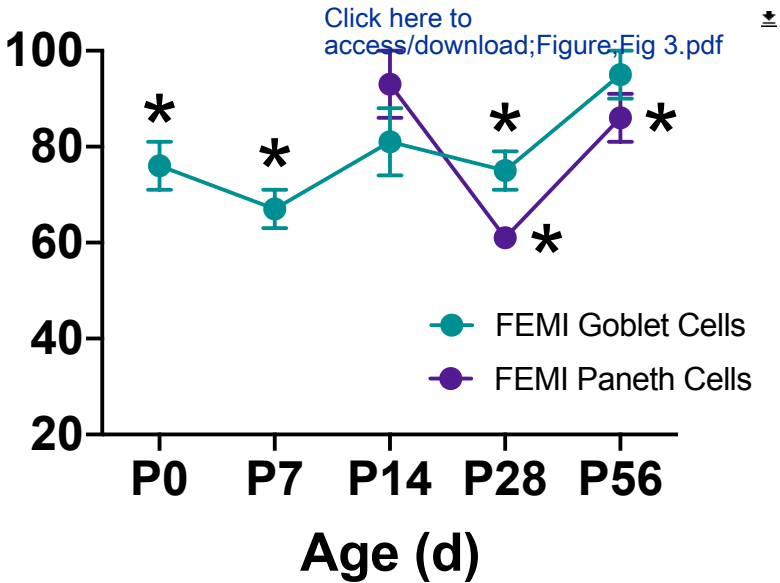 Click here to
access/download;Figure;Fig 3.pdf
100
80
60
40
20
*
*
*
*
*
FEMI Goblet Cells
FEMI Paneth Cells
P0 P7 P14 P28 P56
Age (d)